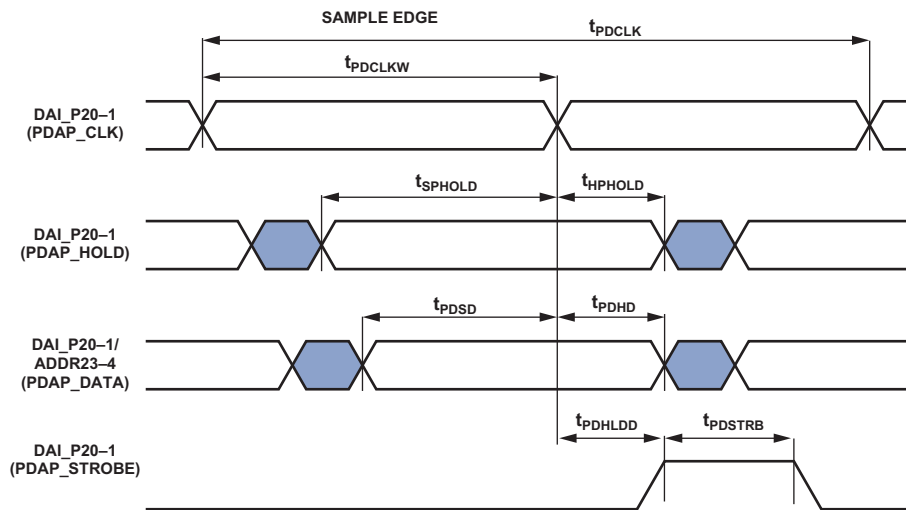 SAMPLE EDGE
tPDCLK
tPDCLKW
DAI_P20–1
(PDAP_CLK)
tSPHOLD
tHPHOLD
DAI_P20–1
(PDAP_HOLD)
tPDSD
tPDHD
DAI_P20–1/
ADDR23–4
(PDAP_DATA)
tPDHLDD
tPDSTRB
DAI_P20–1
(PDAP_STROBE)